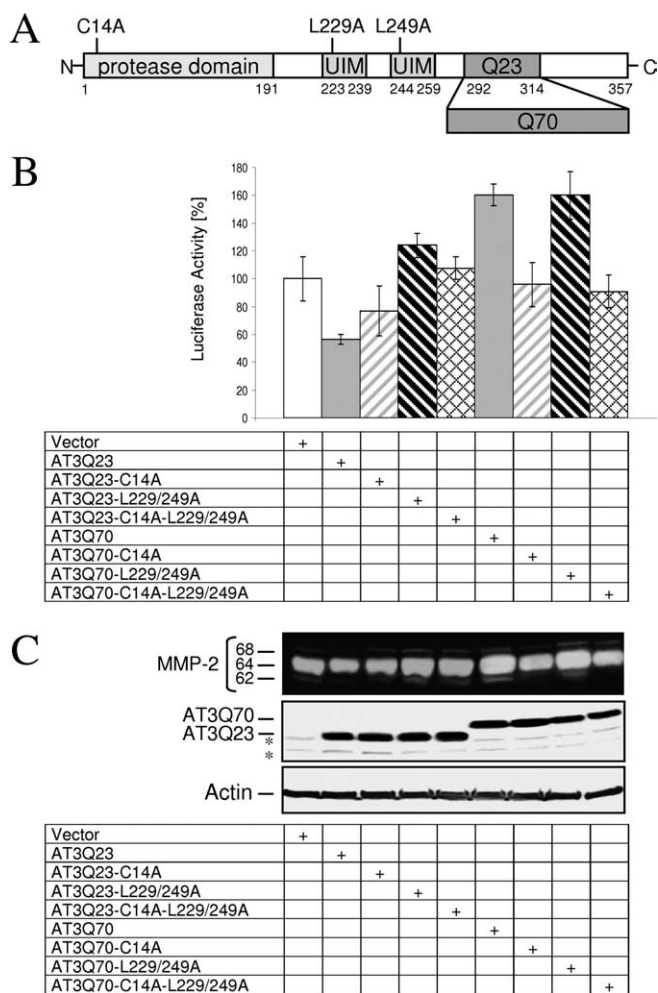 A
C14A L229A L249A
N protease domain UIM UIM Q23 C
1 191 223 239 244 259 292 314 357
Q70
B
Luciferase Activity [%]
180
160
140
120
100
80
60
40
20
0
Vector +
AT3Q23 +
AT3Q23-C14A +
AT3Q23-L229/249A +
AT3Q23-C14A-L229/249A +
AT3Q70 +
AT3Q70-C14A +
AT3Q70-L229/249A +
AT3Q70-C14A-L229/249A +
C
MMP-2
68
64
62
AT3Q70
AT3Q23
*
*
Actin
Vector +
AT3Q23 +
AT3Q23-C14A +
AT3Q23-L229/249A +
AT3Q23-C14A-L229/249A +
AT3Q70 +
AT3Q70-C14A +
AT3Q70-L229/249A +
AT3Q70-C14A-L229/249A +